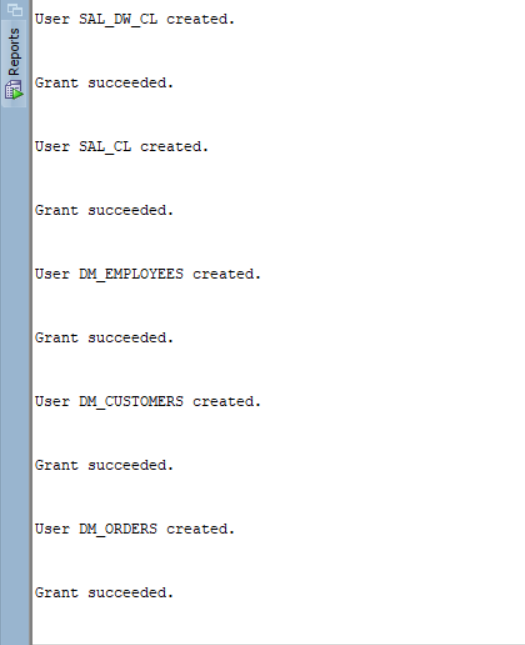 Reports
User SAL_DW_CL created.
Grant succeeded.
User SAL_CL created.
Grant succeeded.
User DM_EMPLOYEES created.
Grant succeeded.
User DM_CUSTOMERS created.
Grant succeeded.
User DM_ORDERS created.
Grant succeeded.